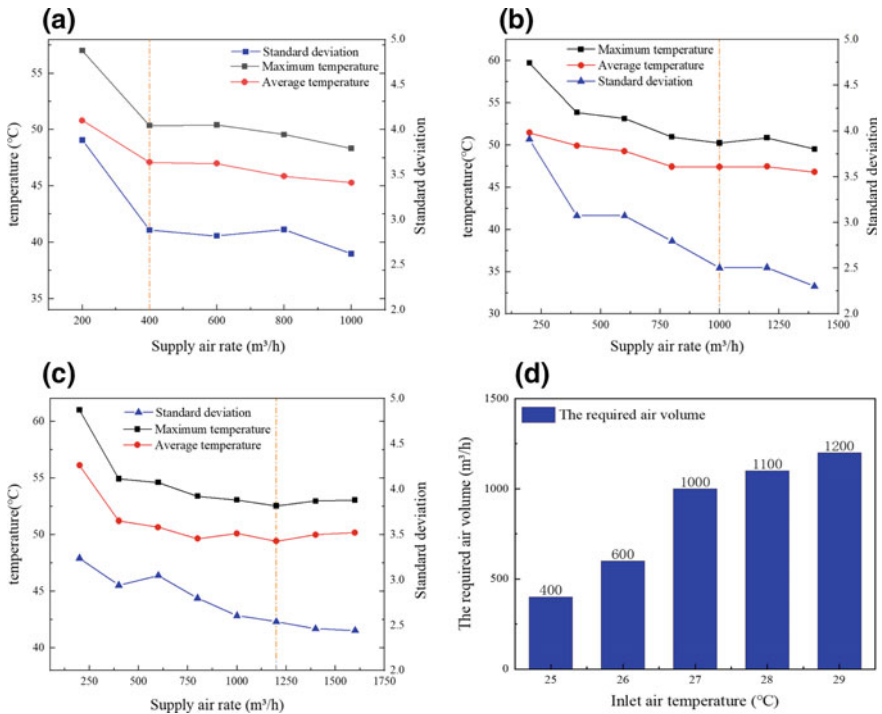 (a)
Standard deviation
Maximum temperature
Average temperature
temperature (°C)
55
50
45
40
35
5.0
4.5
4.0
3.5
3.0
2.5
2.0
Standard deviation
200 400 600 800 1000
Supply air rate (m³/h)
(b)
Maximum temperature
Average temperature
Standard deviation
temperature(°C)
60
55
50
45
40
35
30
5.0
4.5
4.0
3.5
3.0
2.5
2.0
Standard deviation
250 500 750 1000 1250 1500
Supply air rate (m³/h)
(c)
Standard deviation
Maximum temperature
Average temperature
temperature(°C)
60
55
50
45
40
5.0
4.5
4.0
3.5
3.0
2.5
2.0
Standard deviation
250 500 750 1000 1250 1500 1750
Supply air rate (m³/h)
(d)
The required air volume
The required air volume (m³/h)
1500
1000
500
0
400
600
1000
1100
1200
25 26 27 28 29
Inlet air temperature (°C)